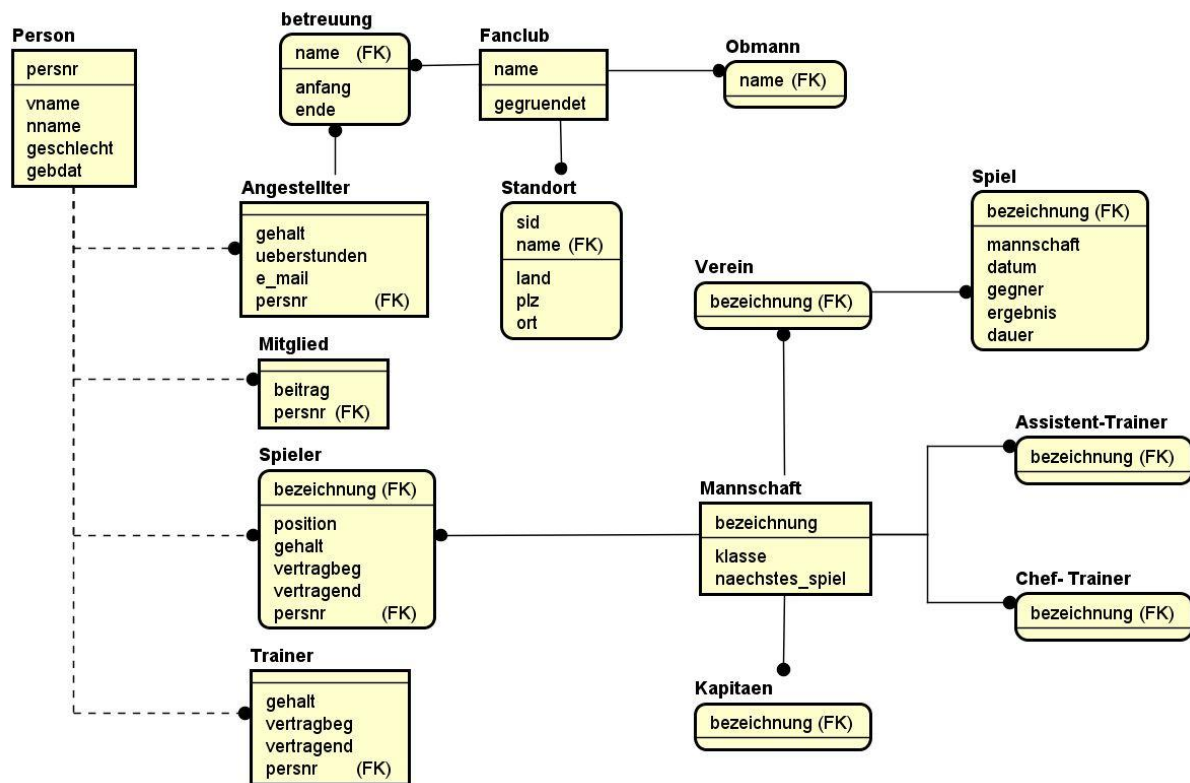 Person
persnr
vname
nname
geschlecht
gebdat
betreuung
name (FK)
anfang
ende
Fanclub
name
gegruendet
Obmann
name (FK)
Angestellter
gehalt
ueberstunden
e_mail
persnr (FK)
Standort
sid
name (FK)
land
plz
ort
Spiel
bezeichnung (FK)
mannschaft
datum
gegner
ergebnis
dauer
Verein
bezeichnung (FK)
Mitglied
beitrag
persnr (FK)
Spieler
bezeichnung (FK)
position
gehalt
vertragbeg
vertragend
persnr (FK)
Mannschaft
bezeichnung
klasse
naechstes_spiel
Assistent-Trainer
bezeichnung (FK)
Chef- Trainer
bezeichnung (FK)
Trainer
gehalt
vertragbeg
vertragend
persnr (FK)
Kapitaen
bezeichnung (FK)